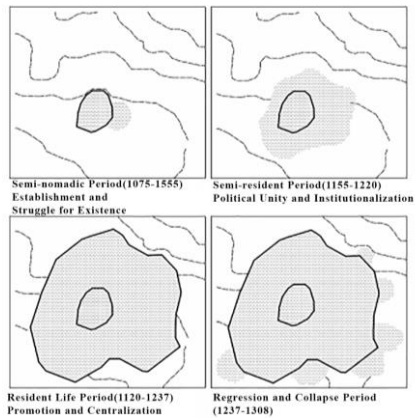 Semi-nomadic Period(1075-1555)
Establishment and
Struggle for Existence
Semi-resident Period(1155-1220)
Political Unity and Institutionalization
Resident Life Period(1120-1237)
Promotion and Centralization
Regression and Collapse Period
(1237-1308)